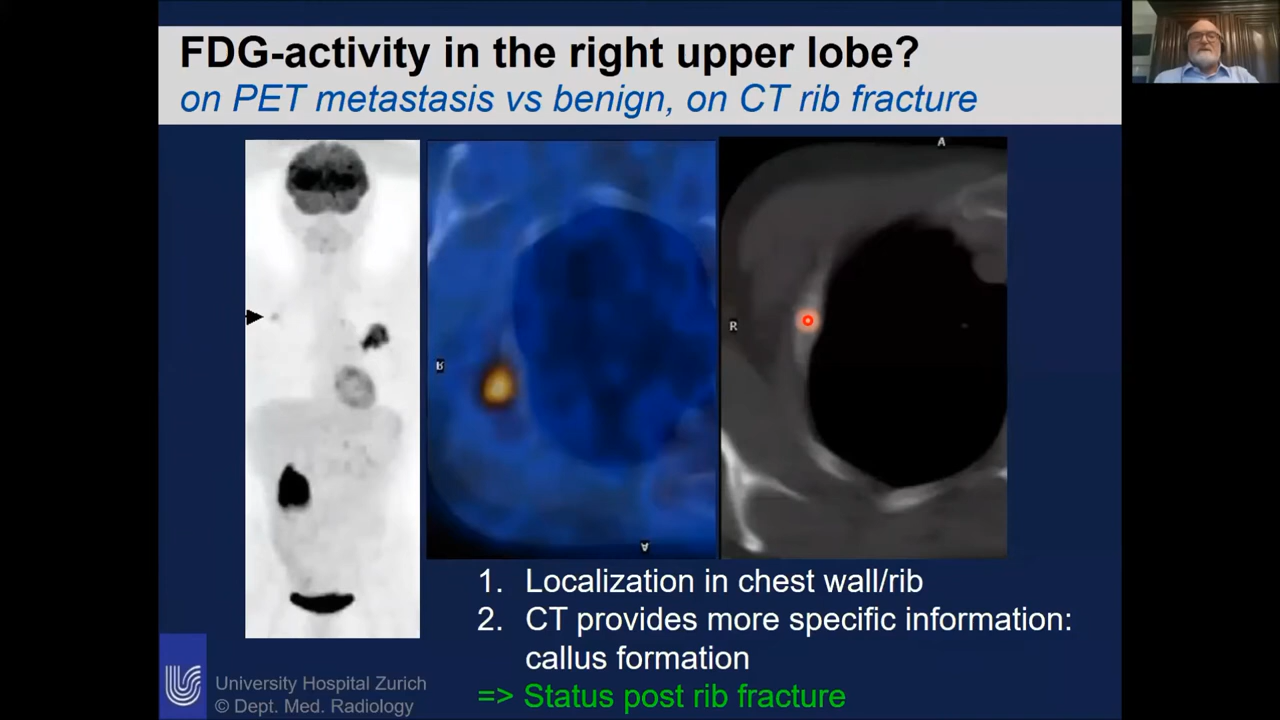 FDG-activity in the right upper lobe?
on PET metastasis vs benign, on CT rib fracture
A
R
R
A
1. Localization in chest wall/rib
2. CT provides more specific information:
callus formation
=> Status post rib fracture
University Hospital Zurich
© Dept. Med. Radiology